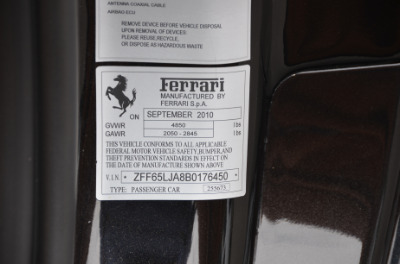 ANTENNA-COAXIAL CABLE
AIRBAG ECU
REMOVE DEVICE BEFORE VEHICLE DISPOSAL
UPON REMOVAL OF DEVICES
PLEASE REUSE, RECYCLE
OR DISPOSE AS HAZARDOUS WASTE
Ferrari
MANUFACTURED BY
FERRARI S.p.A.
ON SEPTEMBER 2010
GVWR 4850 lbs
GAWR 2050 - 2845 lbs
THIS VEHICLE CONFORMS TO ALL APPLICABLE
FEDERAL MOTOR VEHICLE SAFETY, BUMPER, AND
THEFT PREVENTION STANDARDS IN EFFECT ON
THE DATE OF MANUFACTURE SHOWN ABOVE
V.I.N. ZFF65LJA8B0176450
TYPE: PASSENGER CAR 255675